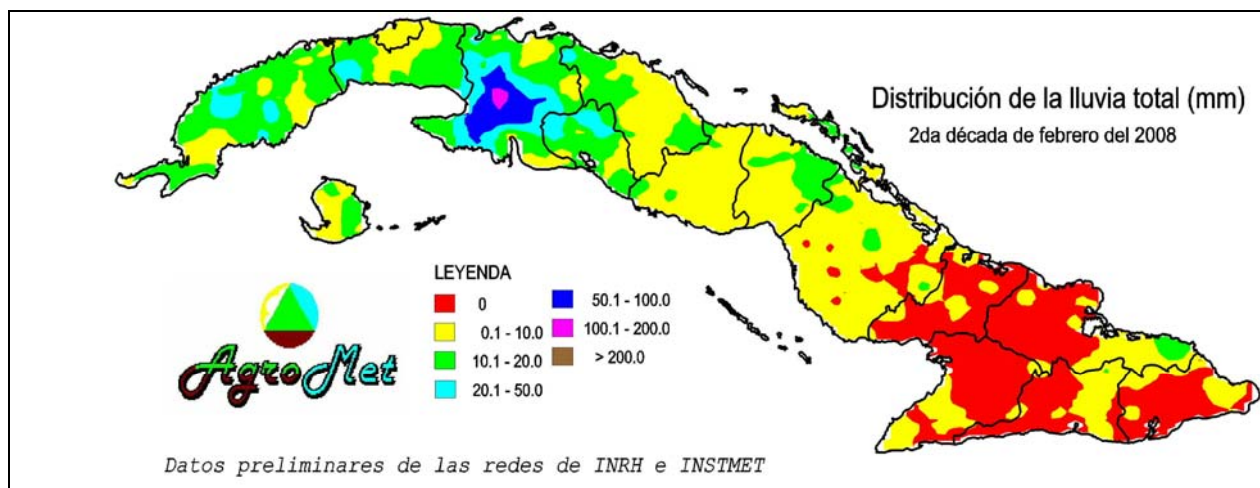 Distribución de la lluvia total (mm)
2da década de febrero del 2008
LEYENDA
0
0.1 - 10.0
10.1 - 20.0
20.1 - 50.0
50.1 - 100.0
100.1 - 200.0
> 200.0
AgroMet
Datos preliminares de las redes de INRH e INSTMET